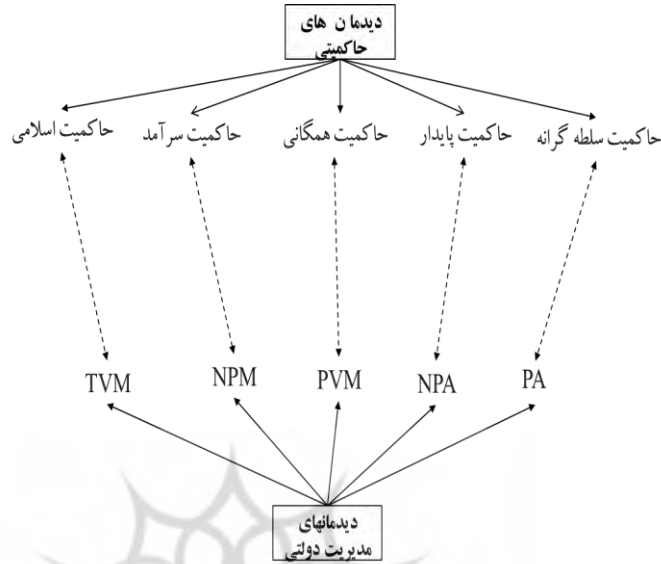 دیدمان های
حاکمیتی
حاکمیت سلطه گرانه حاکمیت پایدار حاکمیت همگانی حاکمیت سرآمد حاکمیت اسلامی
PA NPA PVM NPM TVM
دیدمانهای
مدیریت دولتی